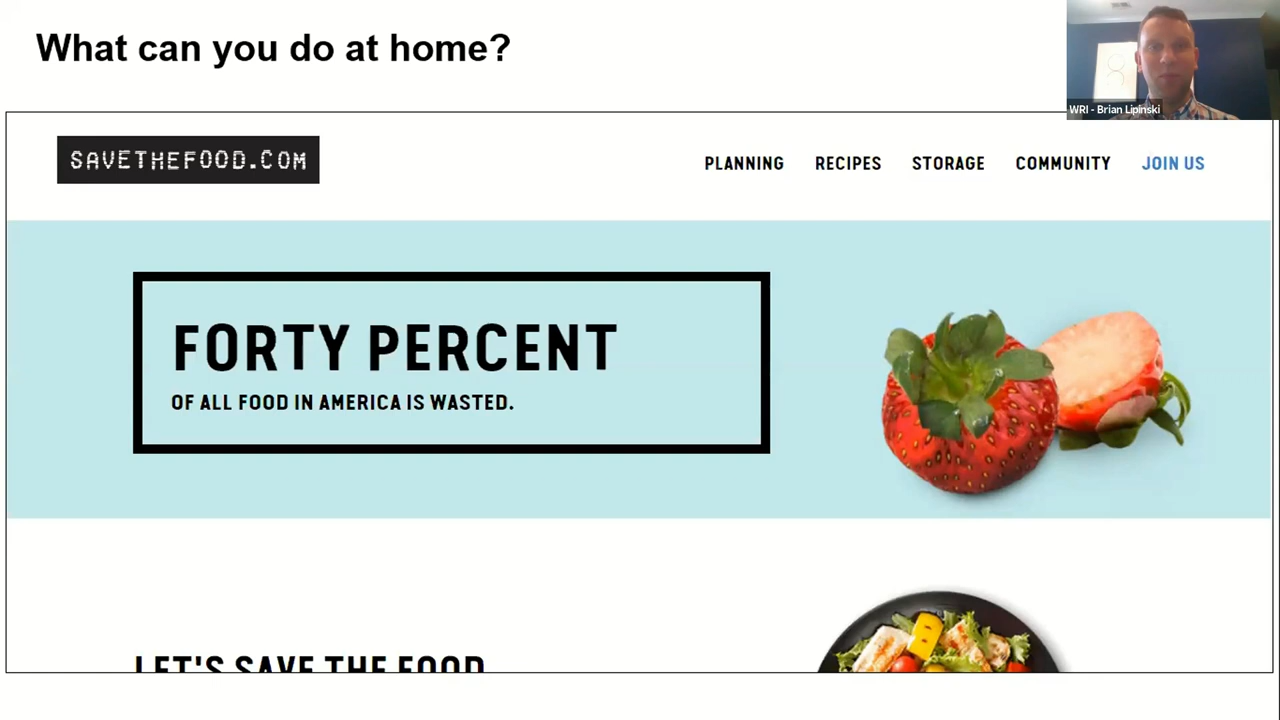 What can you do at home?
WRI - Brian Lipinski
SAVETHEFOOD.COM
PLANNING RECIPES STORAGE COMMUNITY JOIN US
FORTY PERCENT
OF ALL FOOD IN AMERICA IS WASTED.
LET'S SAVE THE FOOD